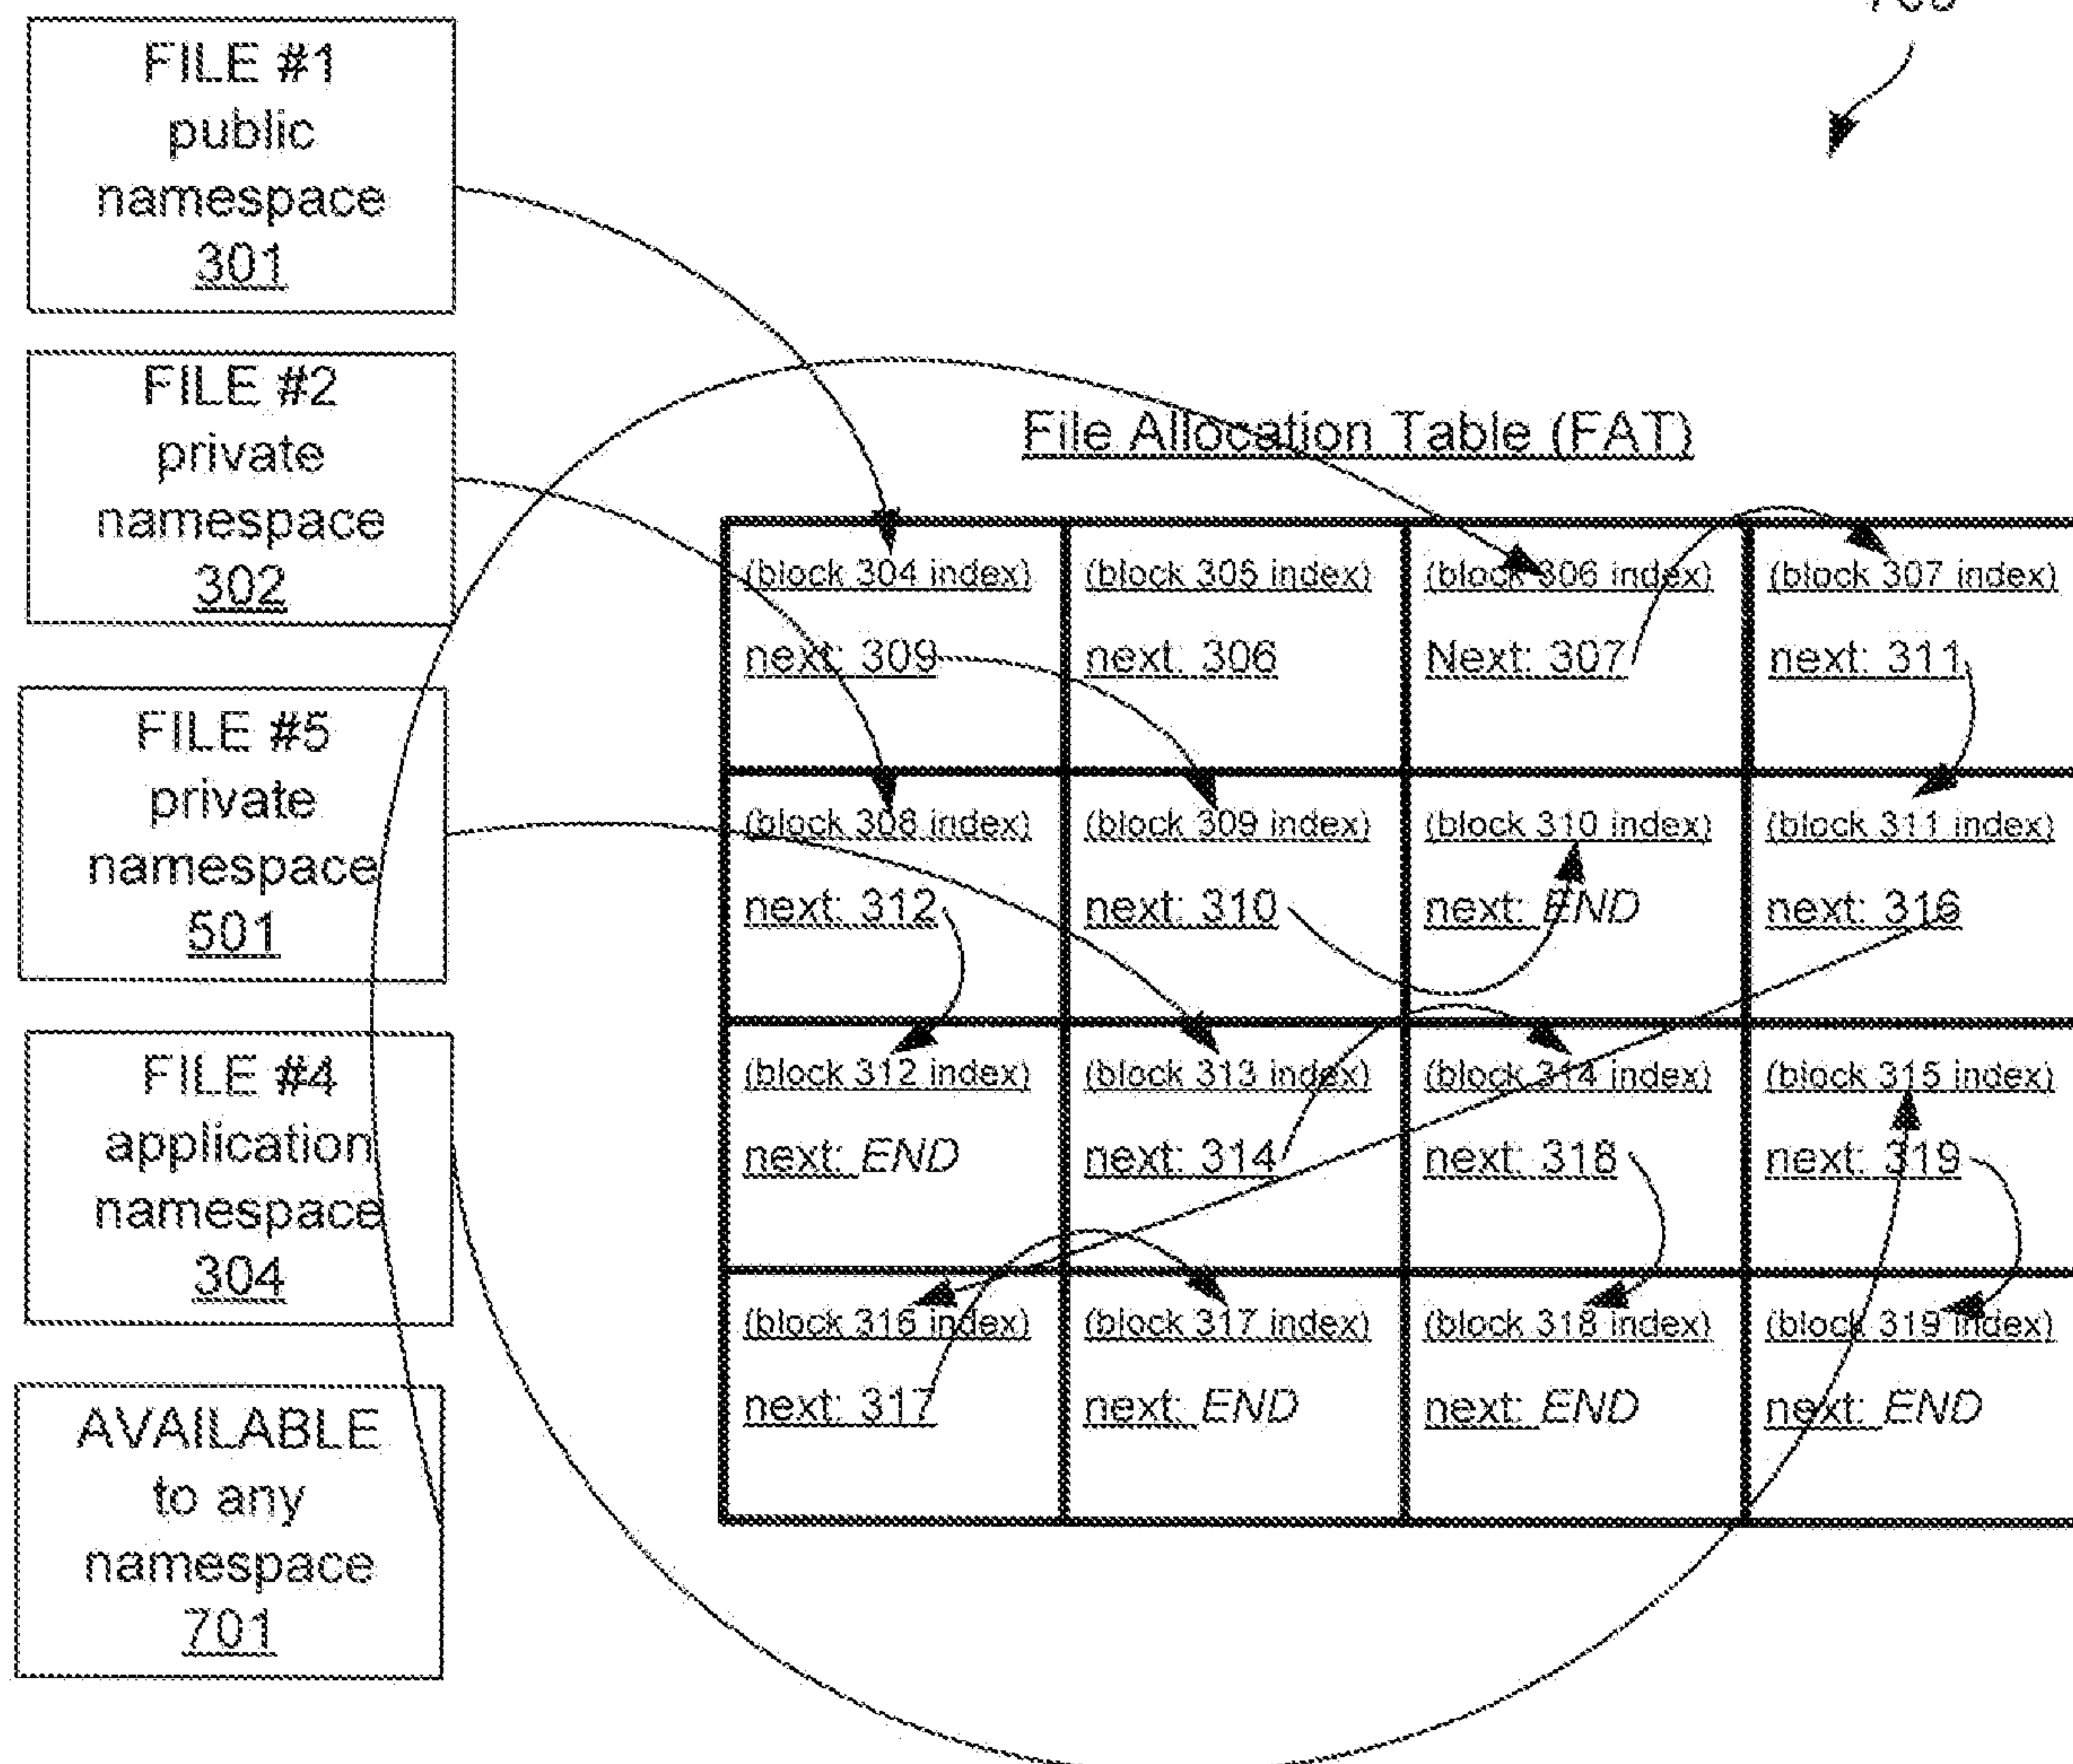 FILE #1
public
namespace
301
FILE #2
private
namespace
302
FILE #5
private
namespace
501
FILE #4
application
namespace
304
AVAILABLE
to any
namespace
701
File Allocation Table (FAT)
(block 304 index)
next: 309
(block 305 index)
next: 306
(block 306 index)
Next: 307
(block 307 index)
next: 311
(block 308 index)
next: 312
(block 309 index)
next: 310
(block 310 index)
next: END
(block 311 index)
next: 316
(block 312 index)
next: END
(block 313 index)
next: 314
(block 314 index)
next: 318
(block 315 index)
next: 319
(block 316 index)
next: 317
(block 317 index)
next: END
(block 318 index)
next: END
(block 319 index)
next: END